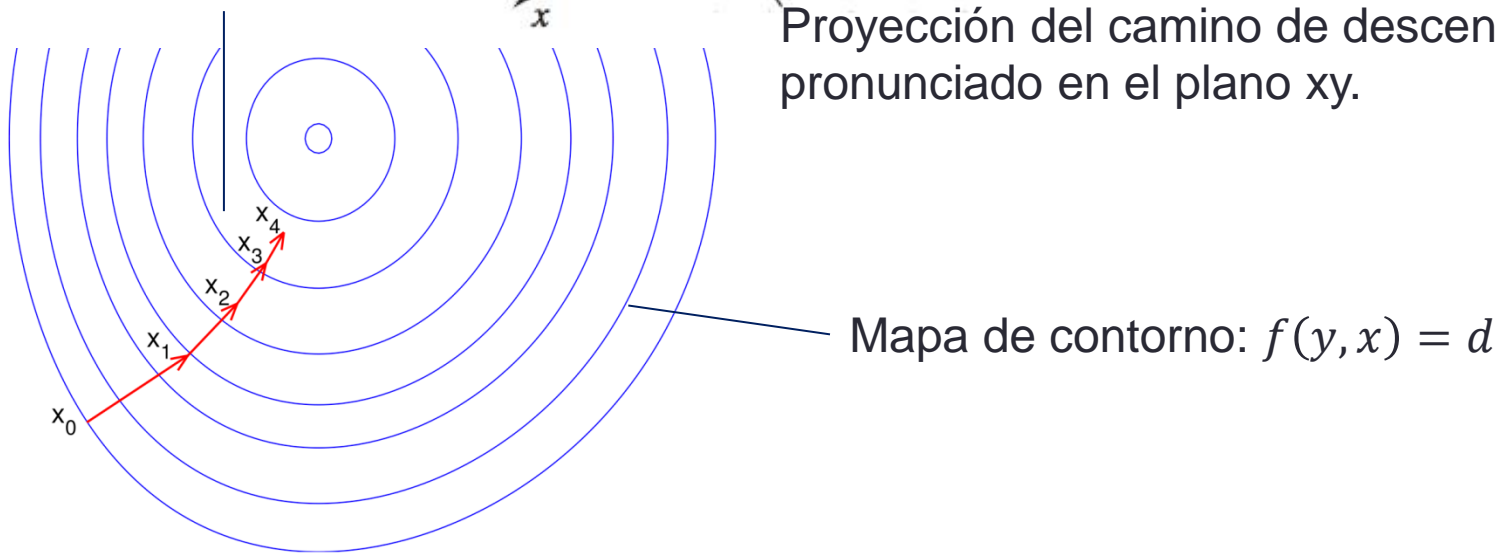 x
Proyección del camino de descen
pronunciado en el plano xy.
x4
x3
x2
x1
x0
Mapa de contorno: f(y, x) = d